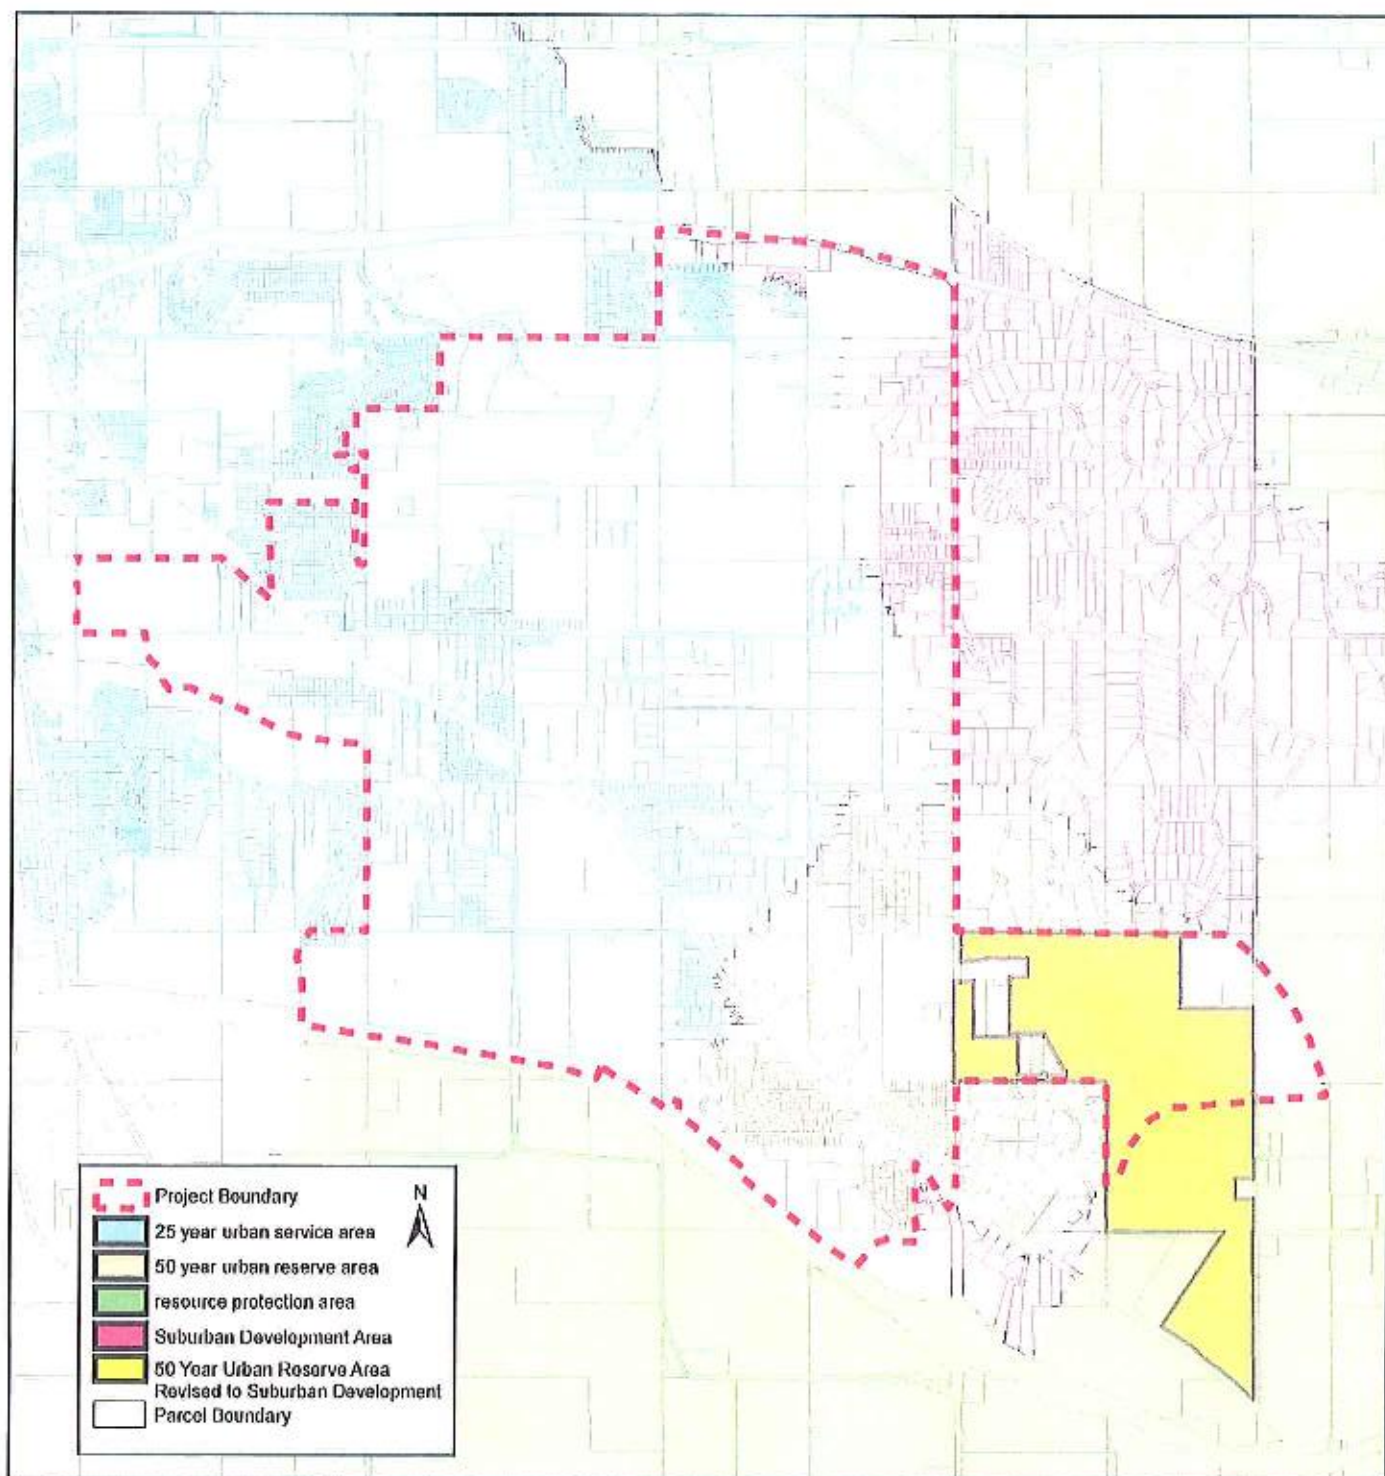 Project Boundary
N
25 year urban service area
50 year urban reserve area
resource protection area
Suburban Development Area
50 Year Urban Reserve Area
Revised to Suburban Development
Parcel Boundary